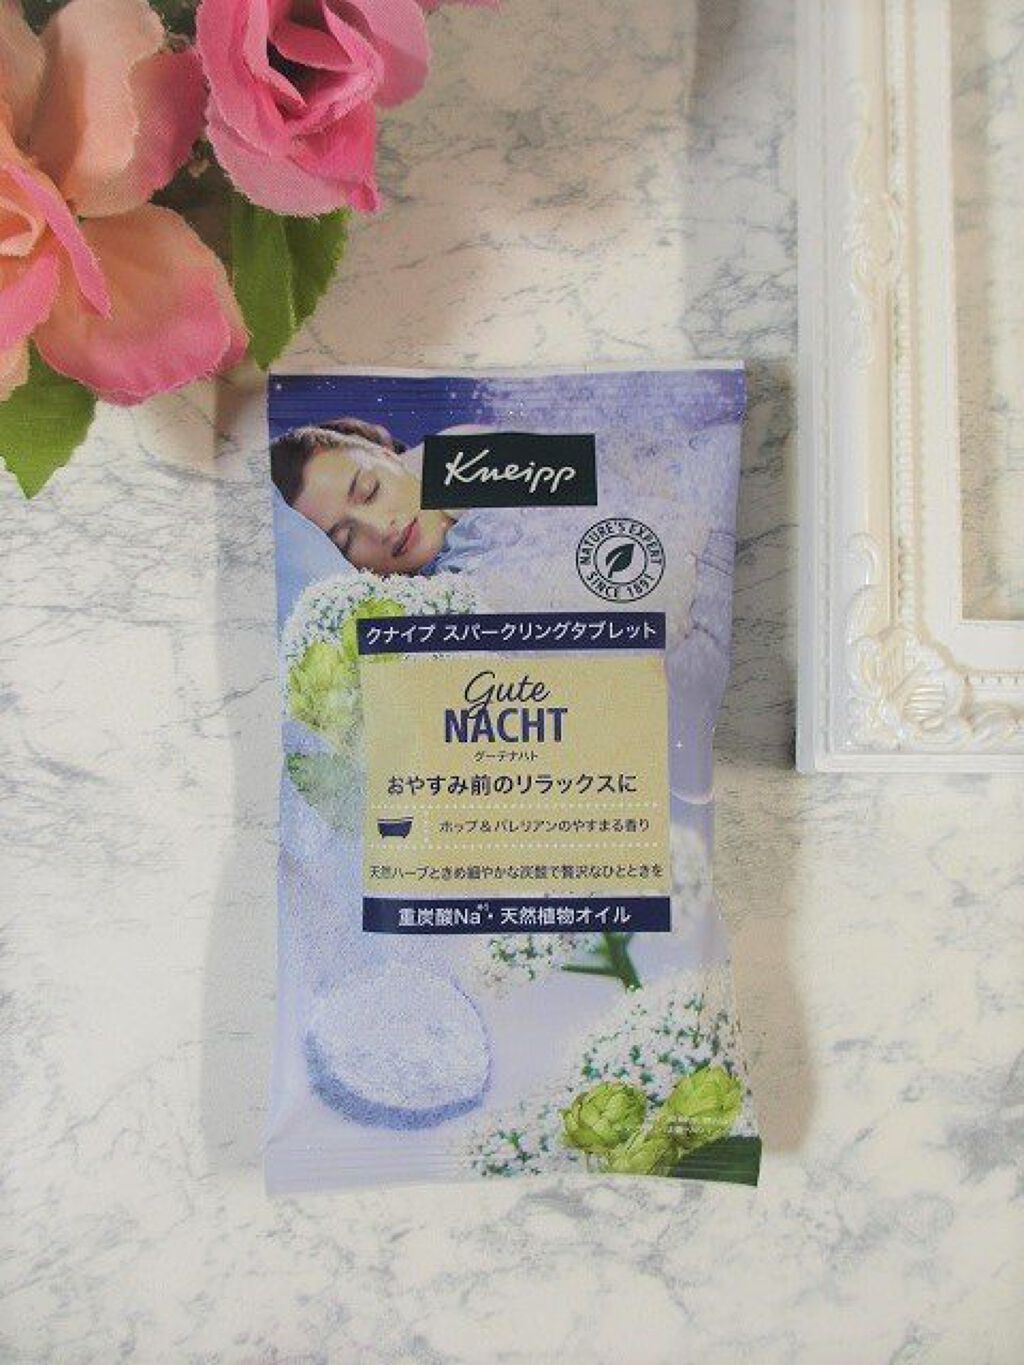 Kneipp
NATURE'S EXPERT
SINCE 1891
クナイプ スパークリングタブレット
Gute
NACHT
グーテナハト
おやすみ前のリラックスに
ホップ&バレリアンのやすまる香り
天然ハーブときめ細やかな炭酸で贅沢なひとときを
重炭酸Na※1・天然植物オイル